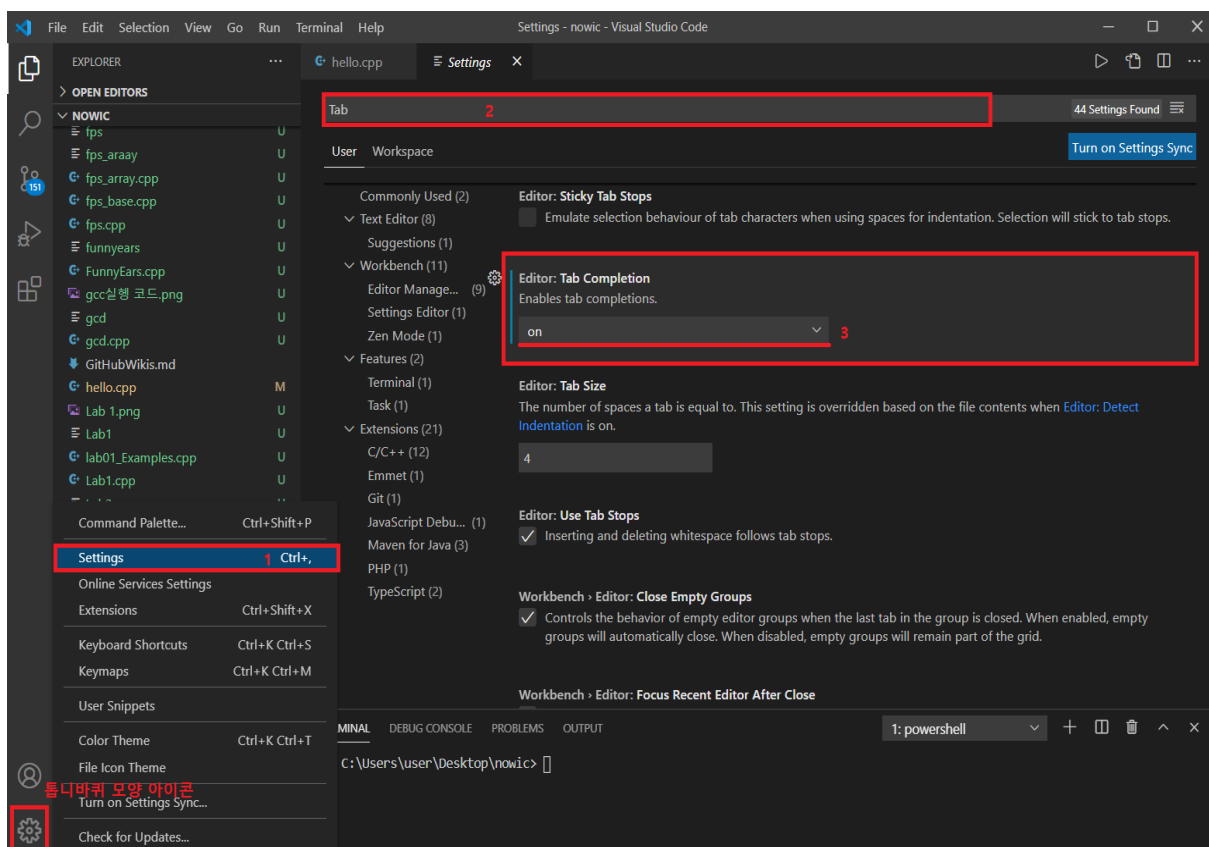 File Edit Selection View Go Run Terminal Help
Settings - nowic - Visual Studio Code
EXPLORER
OPEN EDITORS
NOWIC
fps U
fps_araay U
fps_array.cpp U
fps_base.cpp U
fps.cpp U
funnyears U
FunnyEars.cpp U
gcc실행 코드.png U
gcd U
gcd.cpp U
GitHubWikis.md
hello.cpp M
Lab 1.png U
Lab1 U
lab01_Examples.cpp U
Lab1.cpp U
151
Command Palette... Ctrl+Shift+P
Settings 1 Ctrl+,
Online Services Settings
Extensions Ctrl+Shift+X
Keyboard Shortcuts Ctrl+K Ctrl+S
Keymaps Ctrl+K Ctrl+M
User Snippets
Color Theme Ctrl+K Ctrl+T
File Icon Theme
톱니바퀴 모양 아이콘
Turn on Settings Sync...
Check for Updates...
hello.cpp Settings
Tab 2
44 Settings Found
User Workspace
Turn on Settings Sync
Commonly Used (2)
Text Editor (8)
Suggestions (1)
Workbench (11)
Editor Manage... (9)
Settings Editor (1)
Zen Mode (1)
Features (2)
Terminal (1)
Task (1)
Extensions (21)
C/C++ (12)
Emmet (1)
Git (1)
JavaScript Debu... (1)
Maven for Java (3)
PHP (1)
TypeScript (2)
Editor: Sticky Tab Stops
Emulate selection behaviour of tab characters when using spaces for indentation. Selection will stick to tab stops.
Editor: Tab Completion
Enables tab completions.
on 3
Editor: Tab Size
The number of spaces a tab is equal to. This setting is overridden based on the file contents when Editor: Detect
Indentation is on.
4
Editor: Use Tab Stops
Inserting and deleting whitespace follows tab stops.
Workbench › Editor: Close Empty Groups
Controls the behavior of empty editor groups when the last tab in the group is closed. When enabled, empty
groups will automatically close. When disabled, empty groups will remain part of the grid.
Workbench › Editor: Focus Recent Editor After Close
MINAL DEBUG CONSOLE PROBLEMS OUTPUT
1: powershell
C:\Users\user\Desktop\nowic>